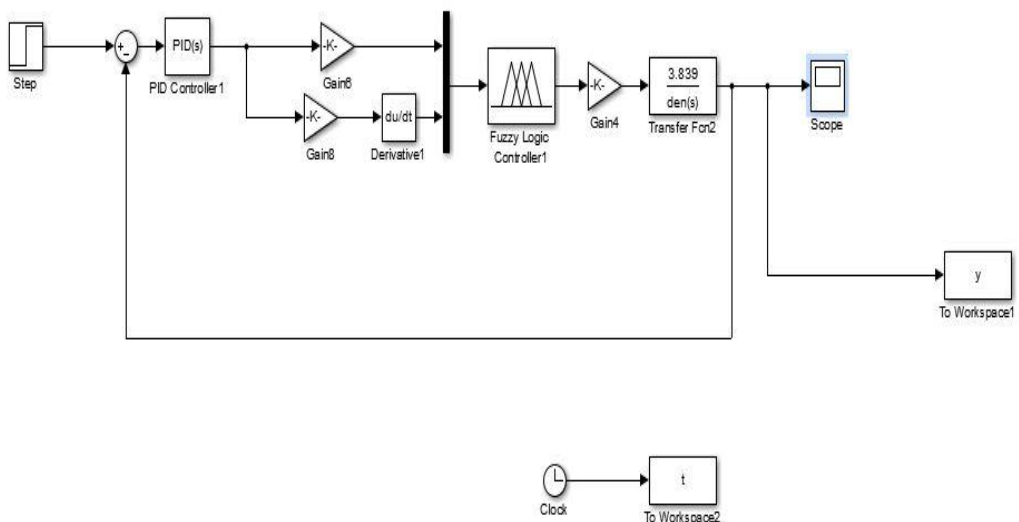 Step
+
−
PID(s)
PID Controller1
-K-
Gain6
-K-
Gain8
du/dt
Derivative1
Fuzzy Logic
Controller1
-K-
Gain4
3.839
den(s)
Transfer Fcn2
Scope
y
To Workspace1
Clock
t
To Workspace2